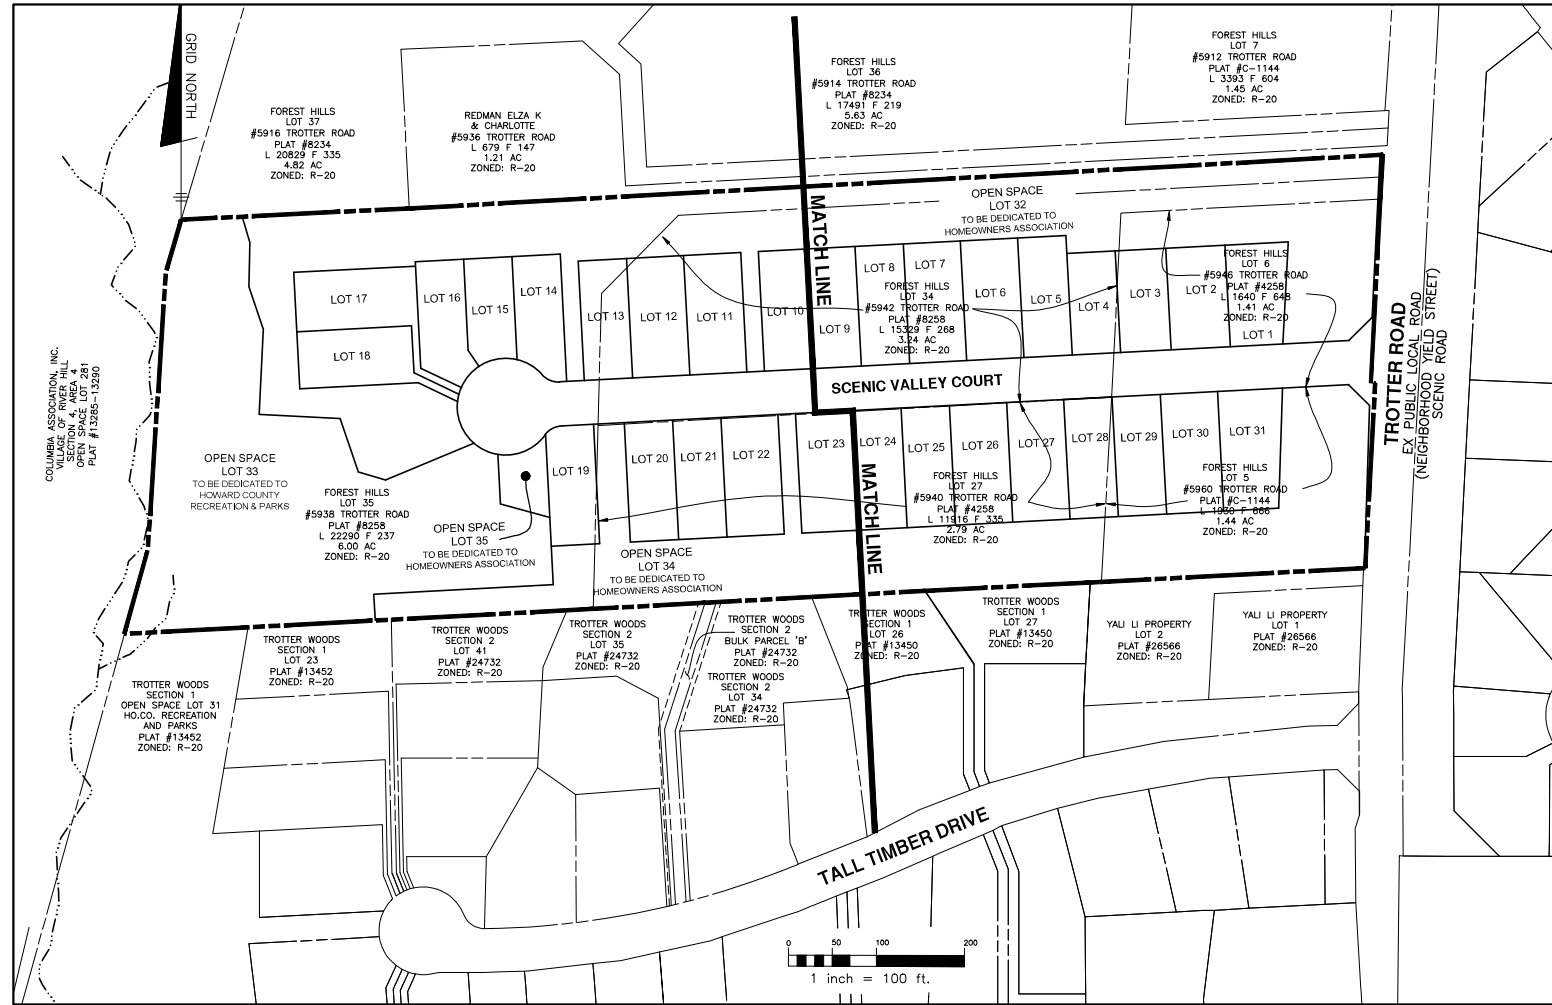 GRID NORTH
FOREST HILLS
LOT 37
#5916 TROTTER ROAD
PLAT #8234
L 20829 F 335
4.82 AC
ZONED: R-20
REDMAN ELZA K
& CHARLOTTE
#5936 TROTTER ROAD
L 679 F 147
1.21 AC
ZONED: R-20
FOREST HILLS
LOT 36
#5914 TROTTER ROAD
PLAT #8234
L 17491 F 219
5.63 AC
ZONED: R-20
FOREST HILLS
LOT 7
#5912 TROTTER ROAD
PLAT #C-1144
L 3393 F 604
1.45 AC
ZONED: R-20
OPEN SPACE
LOT 32
TO BE DEDICATED TO
HOMEOWNERS ASSOCIATION
MATCH LINE
LOT 17
LOT 18
LOT 16
LOT 15
LOT 14
LOT 13
LOT 12
LOT 11
LOT 10
LOT 9
LOT 8
LOT 7
LOT 6
LOT 5
LOT 4
LOT 3
LOT 2
LOT 1
FOREST HILLS
LOT 34
#5942 TROTTER ROAD
PLAT #8258
L 15329 F 268
3.24 AC
ZONED: R-20
FOREST HILLS
LOT 6
#5946 TROTTER ROAD
PLAT #4258
L 1640 F 648
1.41 AC
ZONED: R-20
TROTTER ROAD
EX PUBLIC LOCAL ROAD
(NEIGHBORHOOD YIELD STREET)
SCENIC ROAD
SCENIC VALLEY COURT
COLUMBIA ASSOCIATION, INC.
VILLAGE OF RIVER HILL
SECTION 4, AREA 4
OPEN SPACE LOT 281
PLAT #13285-13290
OPEN SPACE
LOT 33
TO BE DEDICATED TO
HOWARD COUNTY
RECREATION & PARKS
FOREST HILLS
LOT 35
#5938 TROTTER ROAD
PLAT #8258
L 22290 F 237
6.00 AC
ZONED: R-20
OPEN SPACE
LOT 35
TO BE DEDICATED TO
HOMEOWNERS ASSOCIATION
LOT 19
LOT 20
LOT 21
LOT 22
LOT 23
LOT 24
LOT 25
LOT 26
LOT 27
LOT 28
LOT 29
LOT 30
LOT 31
OPEN SPACE
LOT 34
TO BE DEDICATED TO
HOMEOWNERS ASSOCIATION
MATCH LINE
FOREST HILLS
LOT 27
#5940 TROTTER ROAD
PLAT #4258
L 11916 F 335
2.79 AC
ZONED: R-20
FOREST HILLS
LOT 5
#5960 TROTTER ROAD
PLAT #C-1144
L 1930 F 666
1.44 AC
ZONED: R-20
TROTTER WOODS
SECTION 1
LOT 23
PLAT #13452
ZONED: R-20
TROTTER WOODS
SECTION 2
LOT 41
PLAT #24732
ZONED: R-20
TROTTER WOODS
SECTION 2
LOT 35
PLAT #24732
ZONED: R-20
TROTTER WOODS
SECTION 2
BULK PARCEL 'B'
PLAT #24732
ZONED: R-20
TROTTER WOODS
SECTION 2
LOT 34
PLAT #24732
ZONED: R-20
TROTTER WOODS
SECTION 1
LOT 26
PLAT #13450
ZONED: R-20
TROTTER WOODS
SECTION 1
LOT 27
PLAT #13450
ZONED: R-20
YALI LI PROPERTY
LOT 2
PLAT #26566
ZONED: R-20
YALI LI PROPERTY
LOT 1
PLAT #26566
ZONED: R-20
TROTTER WOODS
SECTION 1
OPEN SPACE LOT 31
HO.CO. RECREATION
AND PARKS
PLAT #13452
ZONED: R-20
TALL TIMBER DRIVE
0 50 100 200
1 inch = 100 ft.